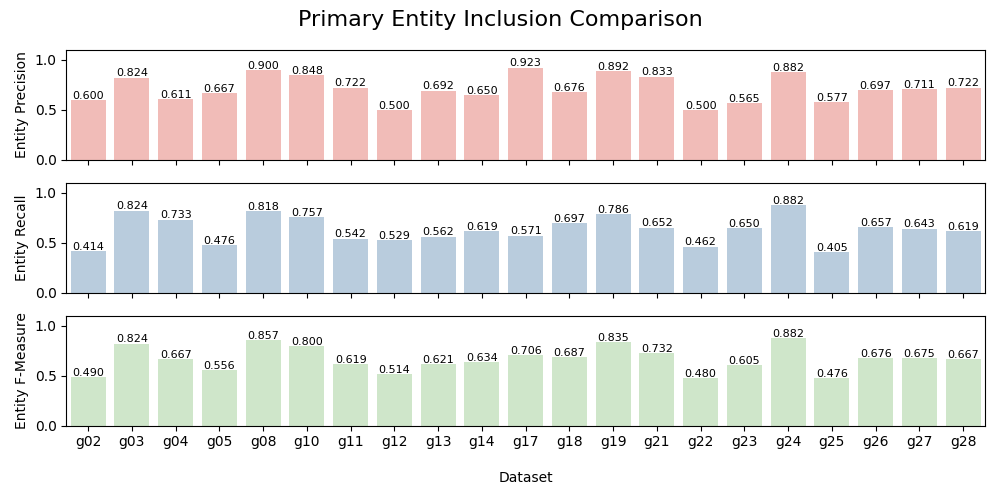 Primary Entity Inclusion Comparison
Entity Precision
1.0
0.5
0.0
0.600 0.824 0.611 0.667 0.900 0.848 0.722 0.500 0.692 0.650 0.923 0.676 0.892 0.833 0.500 0.565 0.882 0.577 0.697 0.711 0.722
Entity Recall
1.0
0.5
0.0
0.414 0.824 0.733 0.476 0.818 0.757 0.542 0.529 0.562 0.619 0.571 0.697 0.786 0.652 0.462 0.650 0.882 0.405 0.657 0.643 0.619
Entity F-Measure
1.0
0.5
0.0
0.490 0.824 0.667 0.556 0.857 0.800 0.619 0.514 0.621 0.634 0.706 0.687 0.835 0.732 0.480 0.605 0.882 0.476 0.676 0.675 0.667
g02 g03 g04 g05 g08 g10 g11 g12 g13 g14 g17 g18 g19 g21 g22 g23 g24 g25 g26 g27 g28
Dataset